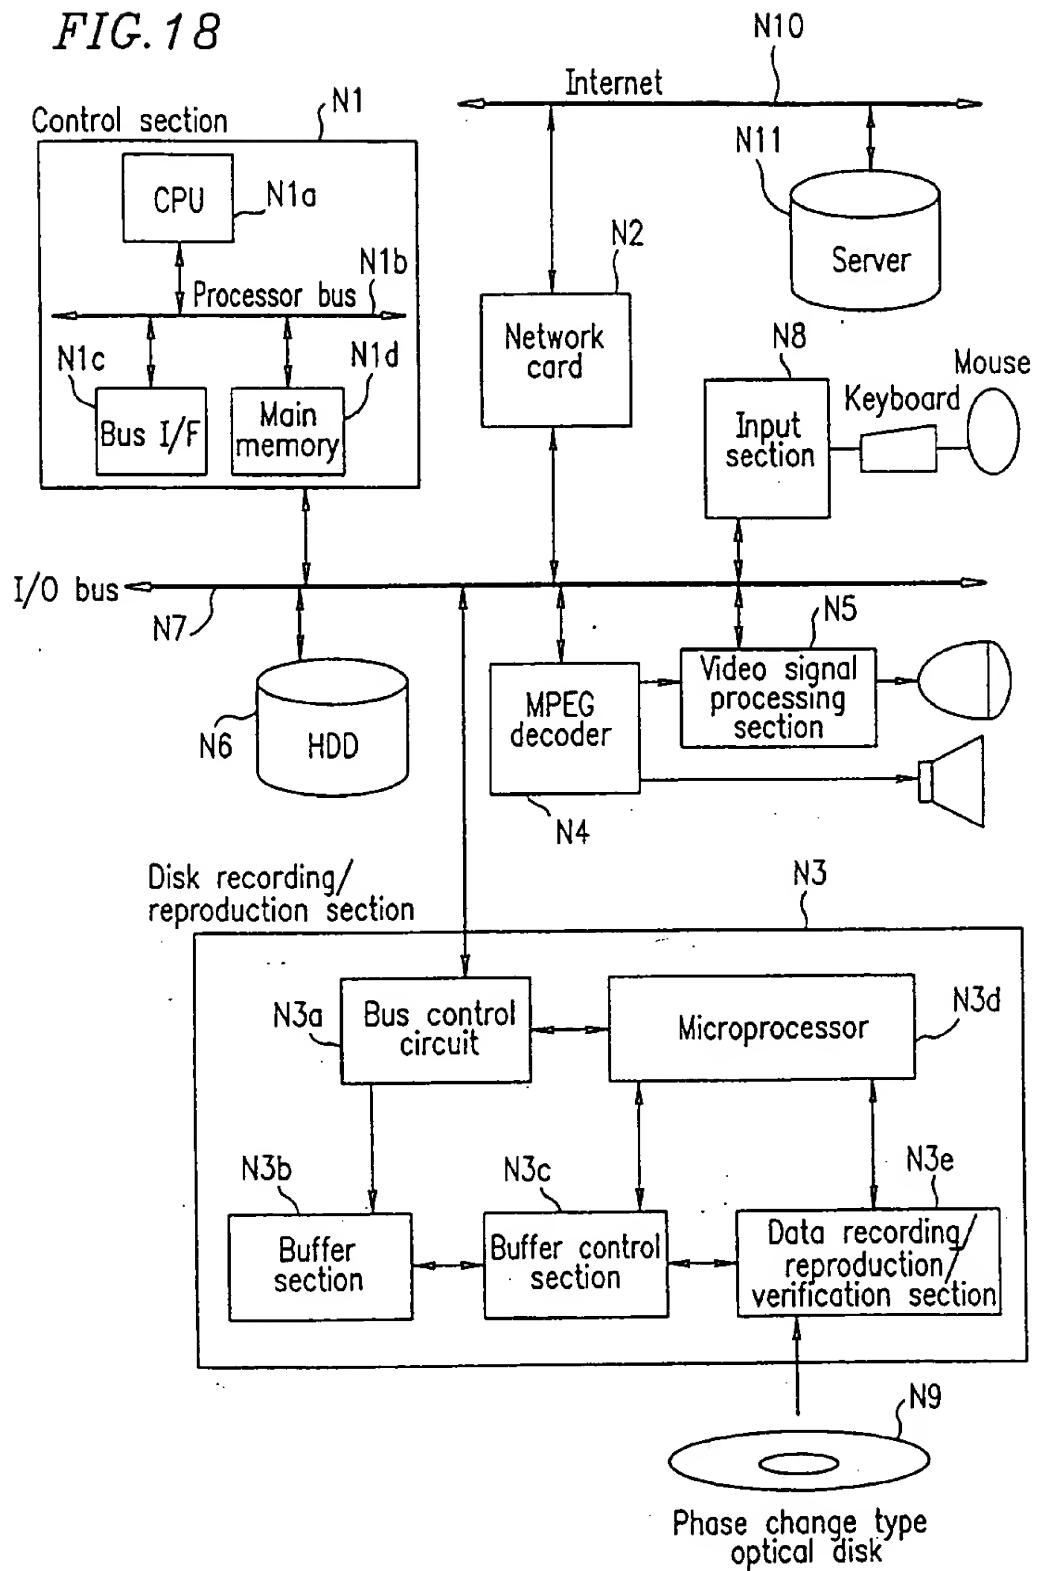 FIG.18
N10
Internet
N1
Control section
N11
CPU
N1a
Server
N2
N1b
Processor bus
Network
card
N8
Mouse
N1c
N1d
Keyboard
Bus I/F
Main
memory
Input
section
I/O bus
N7
N5
Video signal
processing
section
MPEG
decoder
N6
HDD
N4
Disk recording/
reproduction section
N3
N3a
Bus control
circuit
Microprocessor
N3d
N3b
N3c
N3e
Buffer
section
Buffer control
section
Data recording/
reproduction/
verification section
N9
Phase change type
optical disk